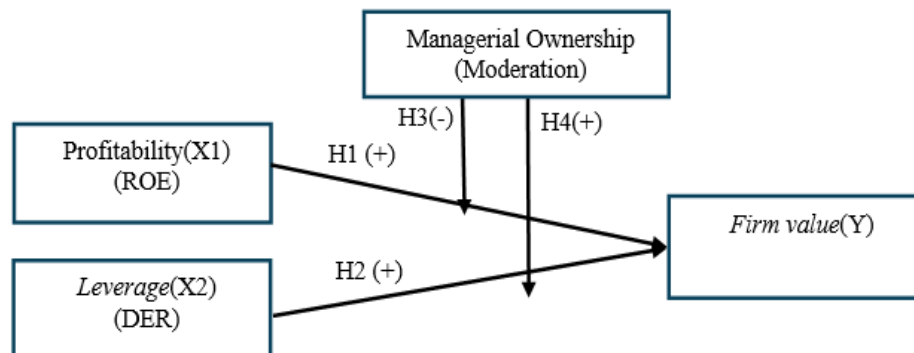 Managerial Ownership
(Moderation)
H3(-)
H4(+)
Profitability(X1)
(ROE)
H1 (+)
Firm value(Y)
Leverage(X2)
(DER)
H2 (+)